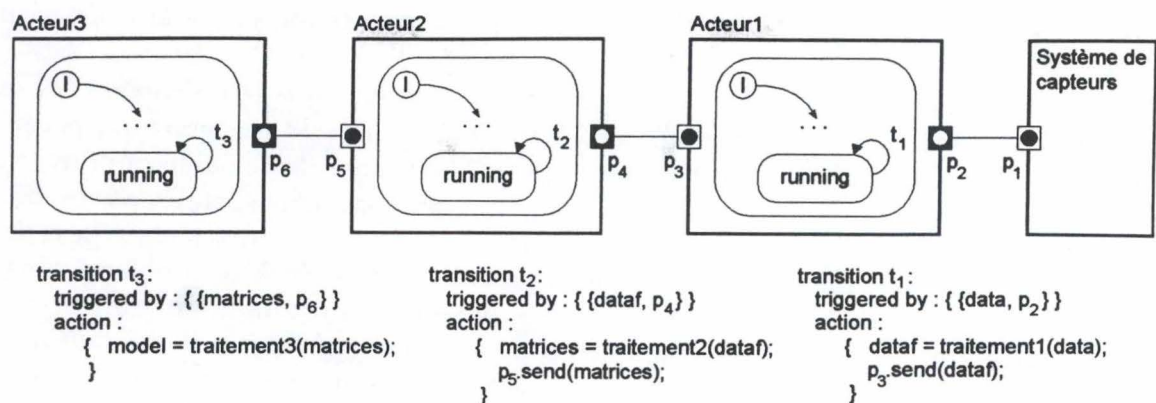 Acteur3
Acteur2
Acteur1
Système de
capteurs
I
I
I
. . .
. . .
. . .
t3
t2
t1
running
running
running
p6
p5
p4
p3
p2
p1
transition t3:
triggered by : { {matrices, p6} }
action :
{ model = traitement3(matrices);
}
transition t2:
triggered by : { {dataf, p4} }
action :
{ matrices = traitement2(dataf);
p5.send(matrices);
}
transition t1:
triggered by : { {data, p2} }
action :
{ dataf = traitement1(data);
p3.send(dataf);
}